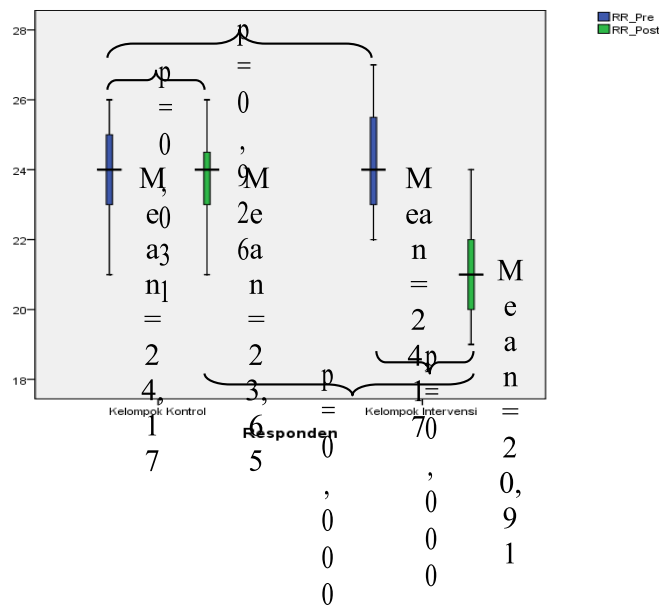 RR_Pre
RR_Post
28
26
24
22
20
18
p=0,926
p=0,031
Mean=24,17
Mean=23,65
Mean=24,17
Mean=20,91
p=0,000
p=0,000
Kelompok Kontrol
Kelompok Intervensi
Responden